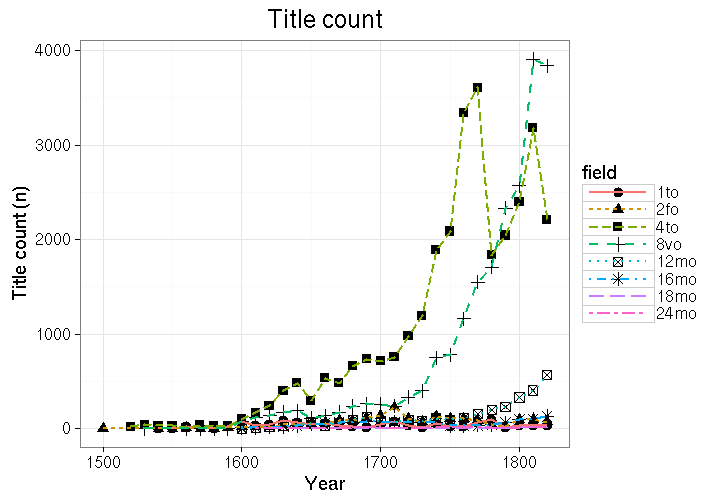 Title count
Title count (n)
4000
3000
2000
1000
0
1500
1600
1700
1800
Year
field
1to
2fo
4to
8vo
12mo
16mo
18mo
24mo